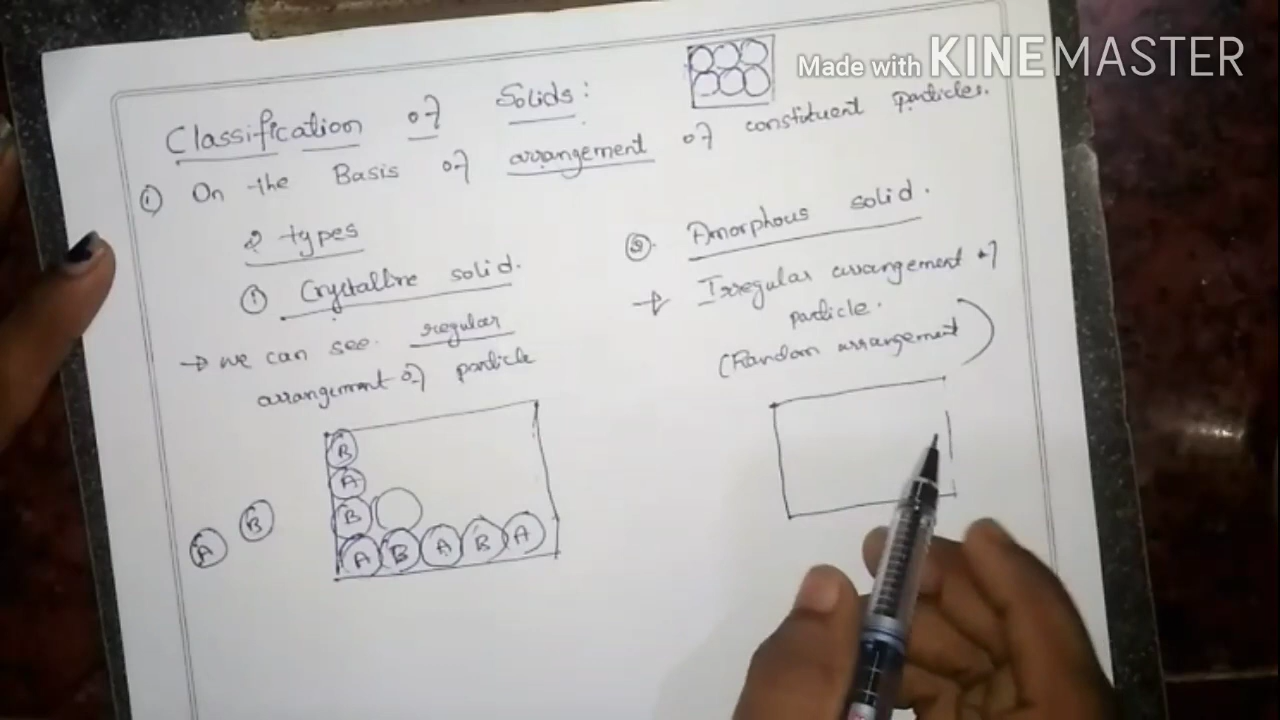 Made with KINEMASTER
Classification of Solids:
① On the Basis of arrangement of constituent particles.
2 types
① Crystalline solid.
→ we can see regular
arrangement of particle
② Amorphous solid.
→ Irregular arrangement of
particle.
(Random arrangement)
B
A
B
A B A B A
A B